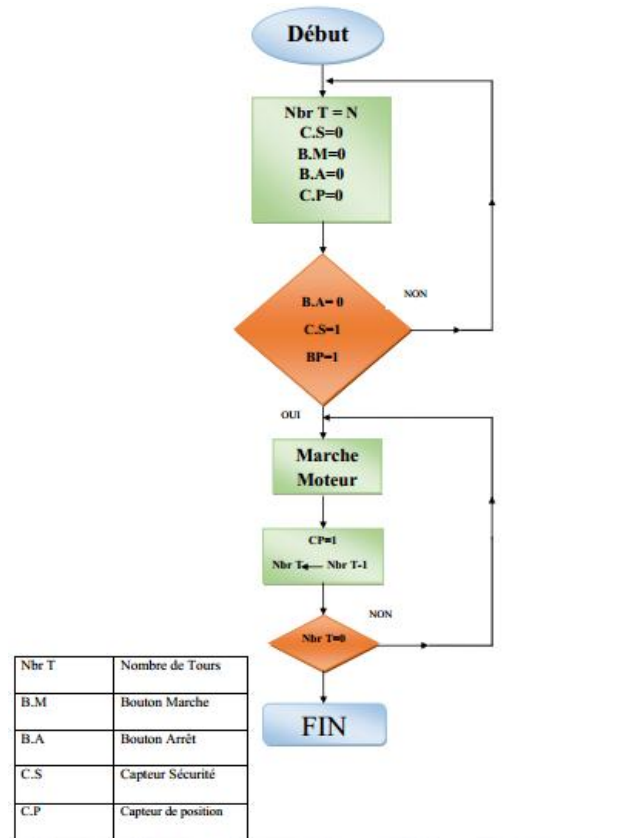 Début
Nbr T = N
C.S=0
B.M=0
B.A=0
C.P=0
B.A= 0
C.S=1
BP=1
NON
OUI
Marche
Moteur
CP=1
Nbr T ← Nbr T-1
NON
Nbr T=0
FIN
Nbr T Nombre de Tours
B.M Bouton Marche
B.A Bouton Arrêt
C.S Capteur Sécurité
C.P Capteur de position